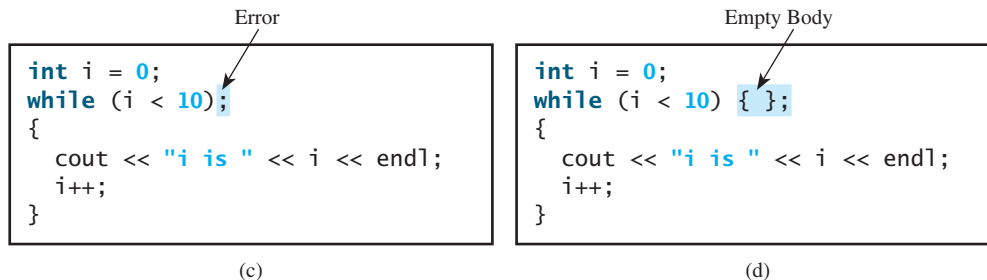 Error
int i = 0;
while (i < 10);
{
  cout << "i is " << i << endl;
  i++;
}
(c)
Empty Body
int i = 0;
while (i < 10) { };
{
  cout << "i is " << i << endl;
  i++;
}
(d)